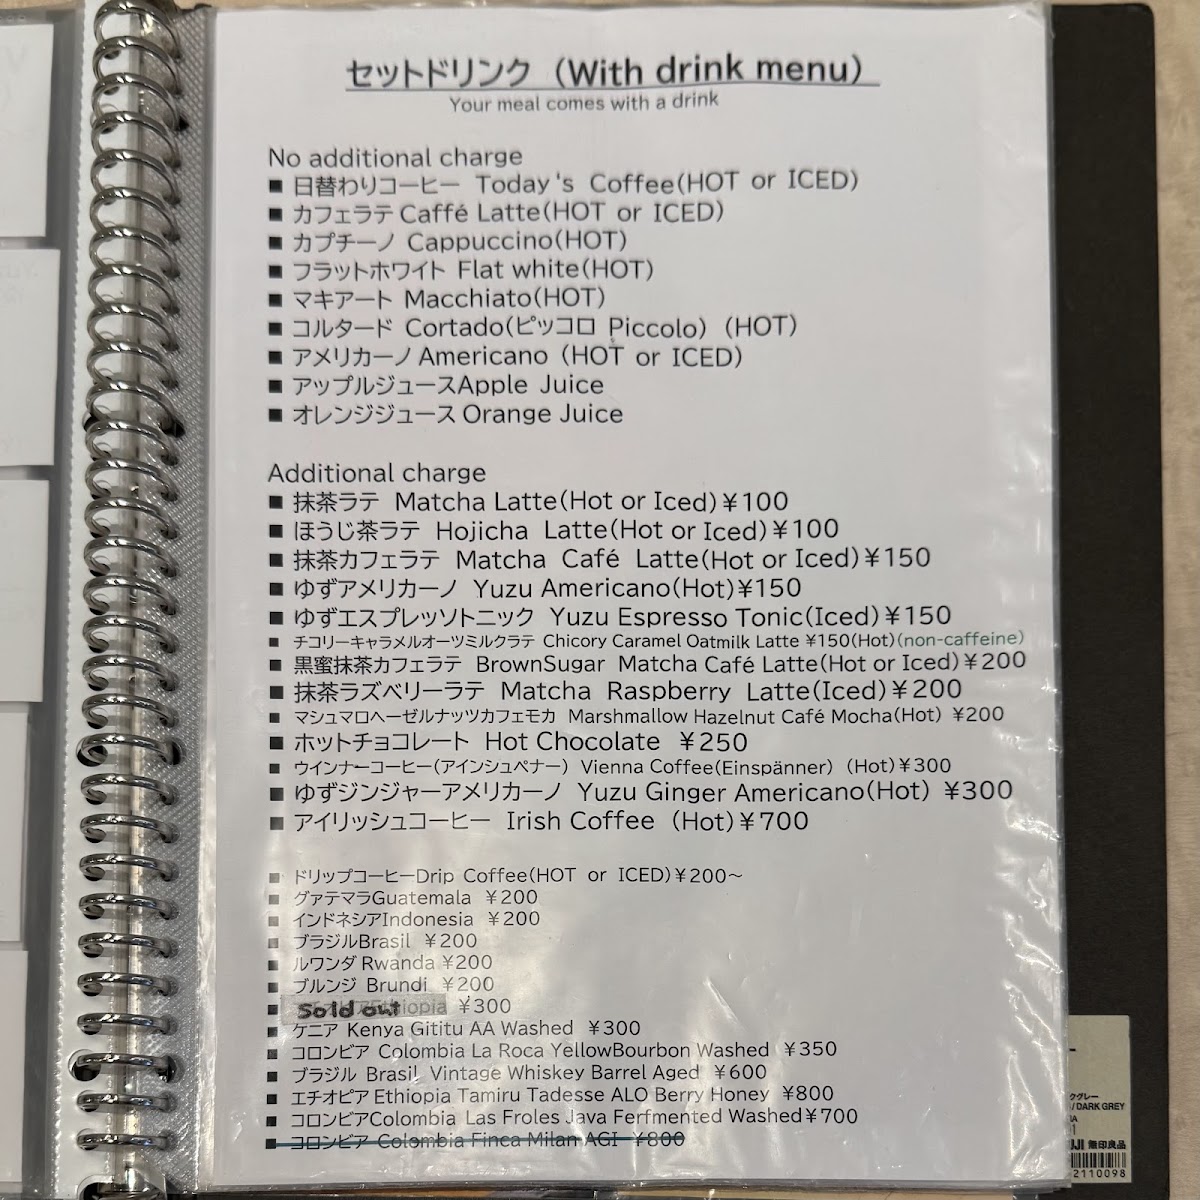 セットドリンク (With drink menu)
Your meal comes with a drink
No additional charge
■ 日替わりコーヒー Today's Coffee(HOT or ICED)
■ カフェラテ Caffé Latte(HOT or ICED)
■ カプチーノ Cappuccino(HOT)
■ フラットホワイト Flat white(HOT)
■ マキアート Macchiato(HOT)
■ コルタード Cortado(ピッコロ Piccolo) (HOT)
■ アメリカーノ Americano (HOT or ICED)
■ アップルジュースApple Juice
■ オレンジジュース Orange Juice
Additional charge
■ 抹茶ラテ Matcha Latte(Hot or Iced)¥100
■ ほうじ茶ラテ Hojicha Latte(Hot or Iced)¥100
■ 抹茶カフェラテ Matcha Café Latte(Hot or Iced)¥150
■ ゆずアメリカーノ Yuzu Americano(Hot)¥150
■ ゆずエスプレッソトニック Yuzu Espresso Tonic(Iced)¥150
■ チコリーキャラメルオーツミルクラテ Chicory Caramel Oatmilk Latte ¥150(Hot)(non-caffeine)
■ 黒蜜抹茶カフェラテ BrownSugar Matcha Café Latte(Hot or Iced)¥200
■ 抹茶ラズベリーラテ Matcha Raspberry Latte(Iced)¥200
■ マシュマロヘーゼルナッツカフェモカ Marshmallow Hazelnut Café Mocha(Hot) ¥200
■ ホットチョコレート Hot Chocolate ¥250
■ ウインナーコーヒー(アインシュペナー) Vienna Coffee(Einspänner) (Hot)¥300
■ ゆずジンジャーアメリカーノ Yuzu Ginger Americano(Hot) ¥300
■ アイリッシュコーヒー Irish Coffee (Hot)¥700
■ ドリップコーヒーDrip Coffee(HOT or ICED)¥200～
■ グァテマラGuatemala ¥200
■ インドネシアIndonesia ¥200
■ ブラジルBrasil ¥200
■ ルワンダ Rwanda ¥200
■ ブルンジ Brundi ¥200
■ Sold out Ethiopia ¥300
■ ケニア Kenya Gititu AA Washed ¥300
■ コロンビア Colombia La Roca YellowBourbon Washed ¥350
■ ブラジル Brasil Vintage Whiskey Barrel Aged ¥600
■ エチオピア Ethiopia Tamiru Tadesse ALO Berry Honey ¥800
■ コロンビアColombia Las Froles Java Ferfmented Washed¥700
■ コロンビア Colombia Finca Milan AGI ¥800
クグレー
/DARK GREY
無印良品
2110098